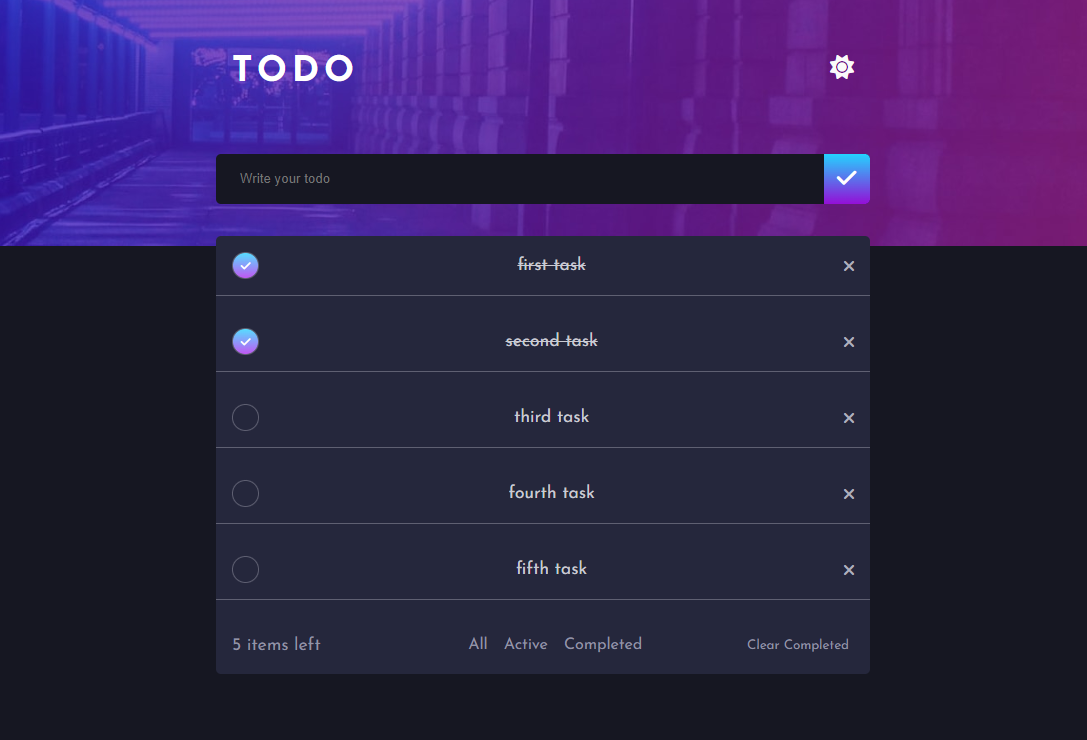 TODO
Write your todo
first task
second task
third task
fourth task
fifth task
5 items left All Active Completed Clear Completed